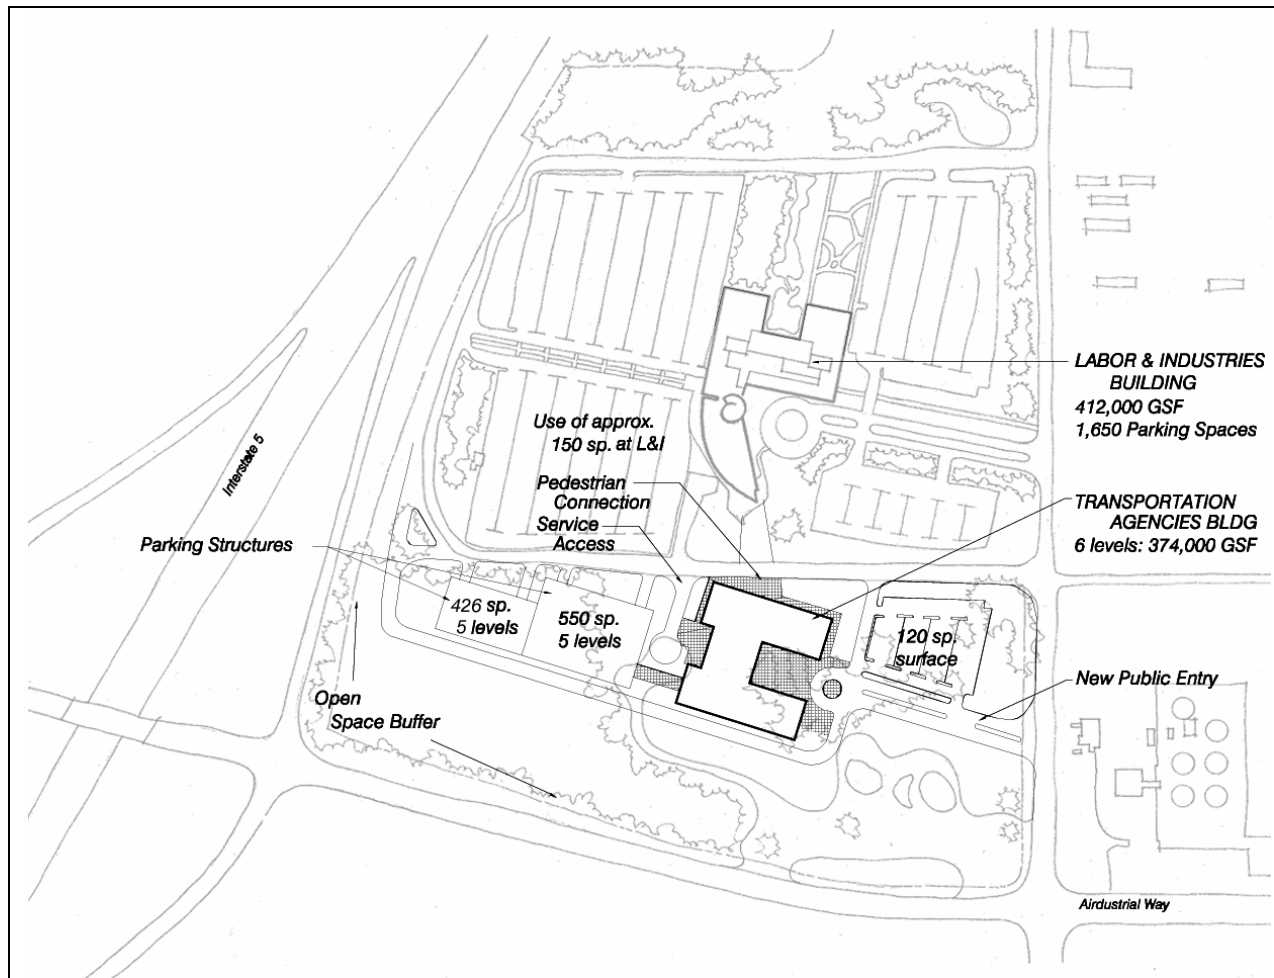 LABOR & INDUSTRIES
BUILDING
412,000 GSF
1,650 Parking Spaces
Use of approx.
150 sp. at L&I
Interstate 5
Pedestrian
Connection
Service
Access
TRANSPORTATION
AGENCIES BLDG
6 levels: 374,000 GSF
Parking Structures
426 sp.
5 levels
550 sp.
5 levels
120 sp.
surface
New Public Entry
Open
Space Buffer
Airdustrial Way